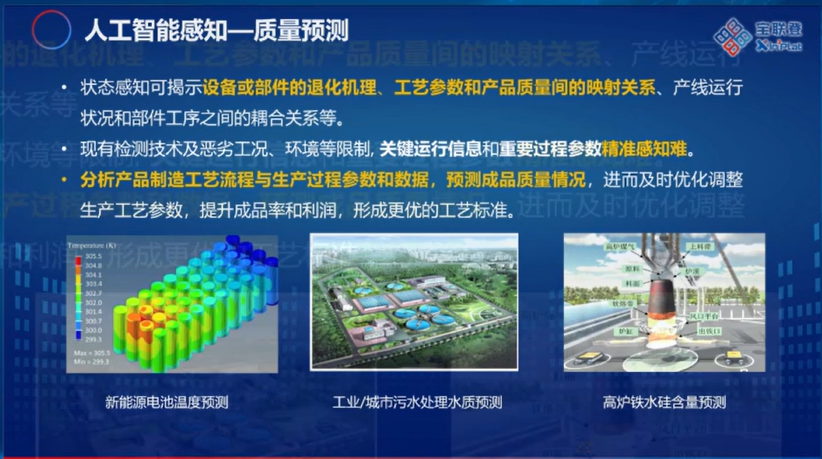 人工智能感知—质量预测
宝联登
XinPlat
• 状态感知可揭示设备或部件的退化机理、工艺参数和产品质量间的映射关系、产线运行
状况和部件工序之间的耦合关系等。
• 现有检测技术及恶劣工况、环境等限制, 关键运行信息和重要过程参数精准感知难。
• 分析产品制造工艺流程与生产过程参数和数据，预测成品质量情况，进而及时优化调整
生产工艺参数，提升成品率和利润，形成更优的工艺标准。
Temperature (K)
305.5
304.8
304.1
303.4
302.7
302.0
301.4
300.7
300.0
299.3
Max = 305.5
Min = 299.3
高炉煤气
上料带
原料
炉顶
料面
软熔带
风口平台
炉缸
出铁口
新能源电池温度预测
工业/城市污水处理水质预测
高炉铁水硅含量预测